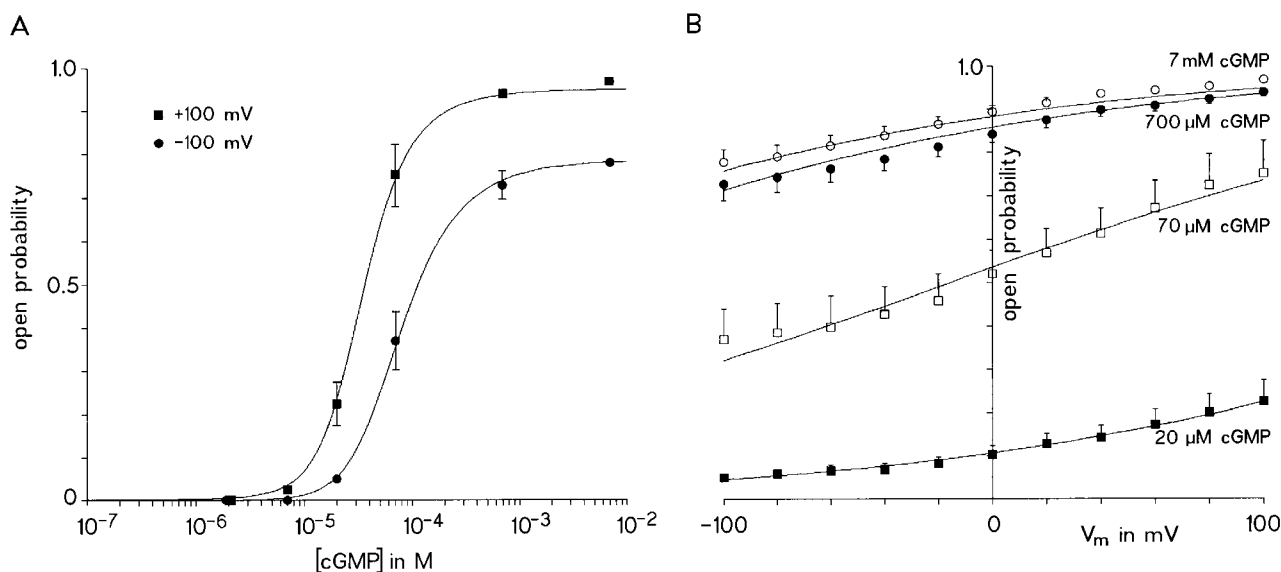 A
1.0
+100 mV
-100 mV
open probability
0.5
0
10⁻⁷
10⁻⁶
10⁻⁵
10⁻⁴
10⁻³
10⁻²
[cGMP] in M
B
1.0
7 mM cGMP
700 µM cGMP
open probability
70 µM cGMP
20 µM cGMP
-100
0
100
Vm in mV